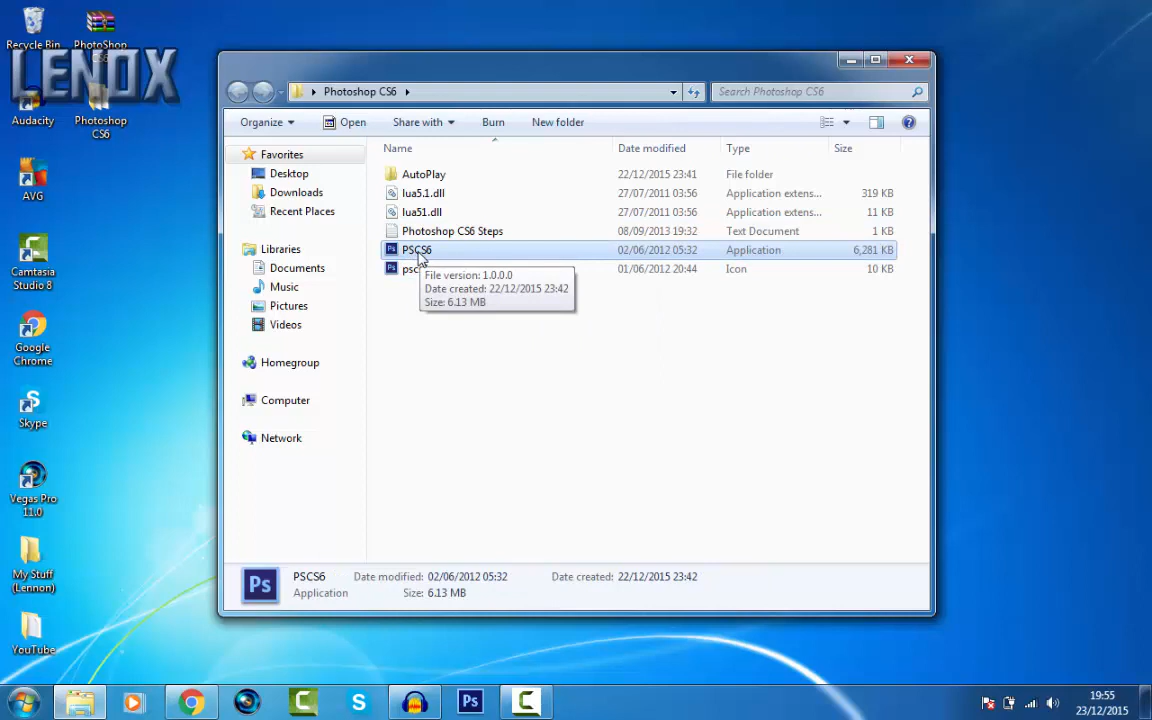 Recycle Bin
PhotoShop
CS6
LENOX
Audacity
Photoshop
CS6
AVG
Camtasia
Studio 8
Google
Chrome
Skype
Vegas Pro
11.0
My Stuff
(Lennon)
YouTube
Photoshop CS6
Search Photoshop CS6
Organize
Open
Share with
Burn
New folder
Favorites
Desktop
Downloads
Recent Places
Libraries
Documents
Music
Pictures
Videos
Homegroup
Computer
Network
Name Date modified Type Size
AutoPlay 22/12/2015 23:41 File folder
lua5.1.dll 27/07/2011 03:56 Application extens... 319 KB
lua51.dll 27/07/2011 03:56 Application extens... 11 KB
Photoshop CS6 Steps 08/09/2013 19:32 Text Document 1 KB
PSCS6 02/06/2012 05:32 Application 6,281 KB
01/06/2012 20:44 Icon 10 KB
File version: 1.0.0.0
Date created: 22/12/2015 23:42
Size: 6.13 MB
Ps
PSCS6 Date modified: 02/06/2012 05:32 Date created: 22/12/2015 23:42
Application Size: 6.13 MB
Ps
19:55
23/12/2015